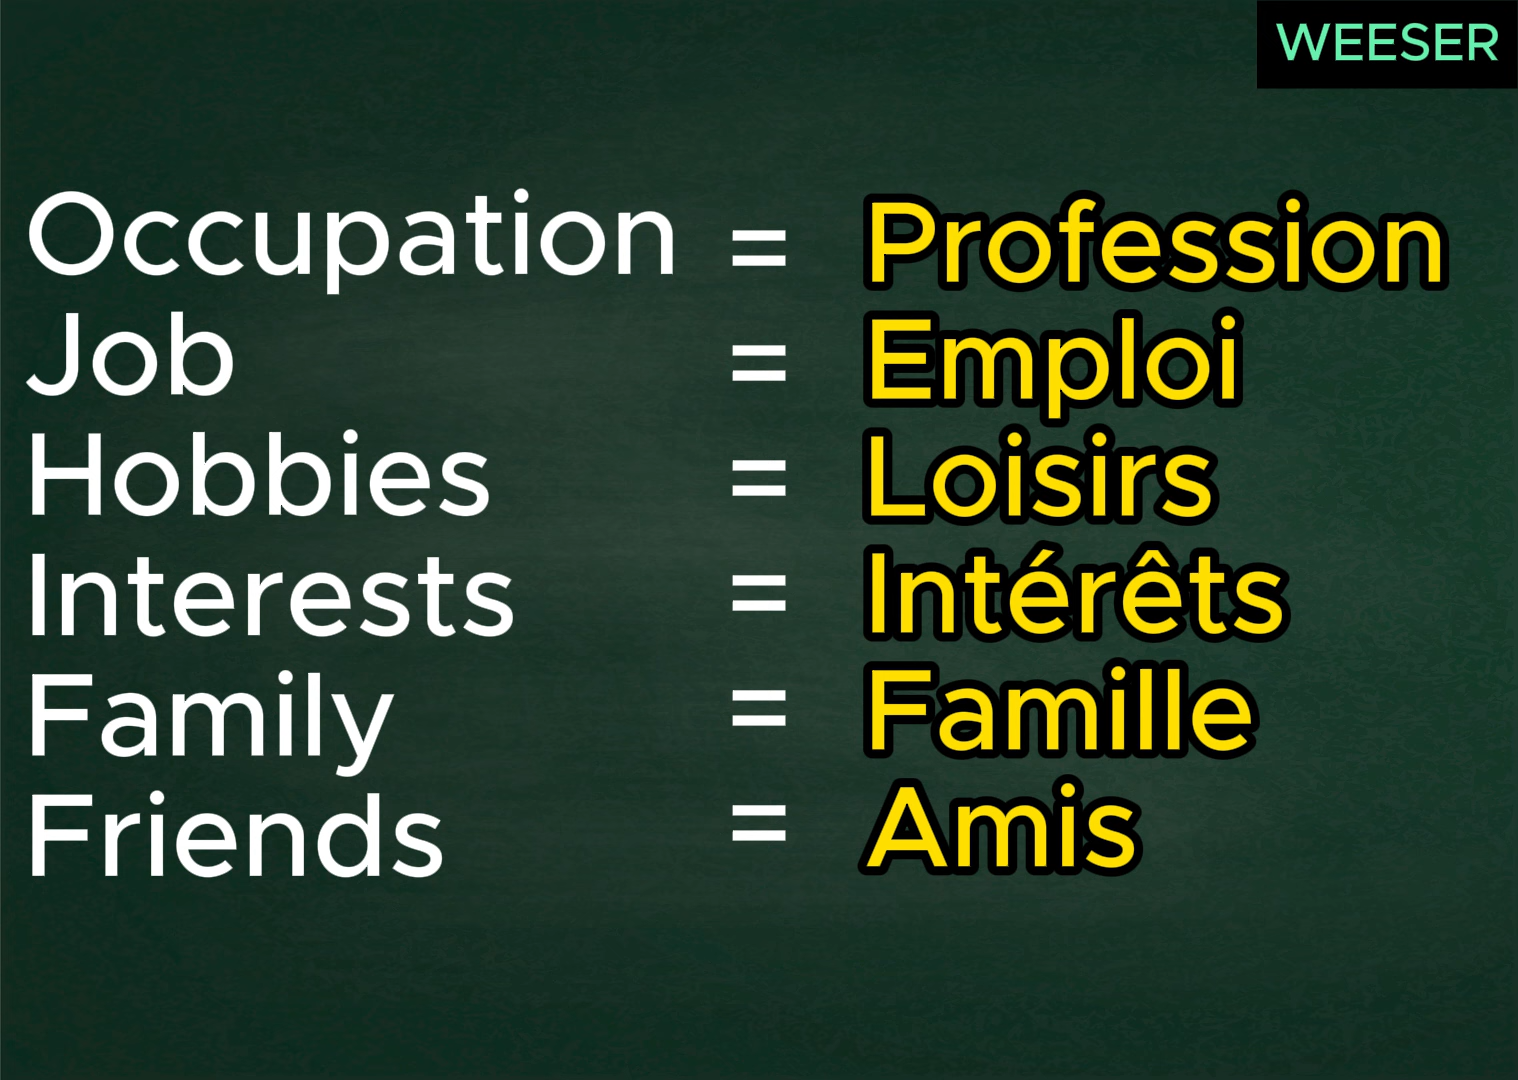 WEESER
Occupation = Profession
Job = Emploi
Hobbies = Loisirs
Interests = Intérêts
Family = Famille
Friends = Amis